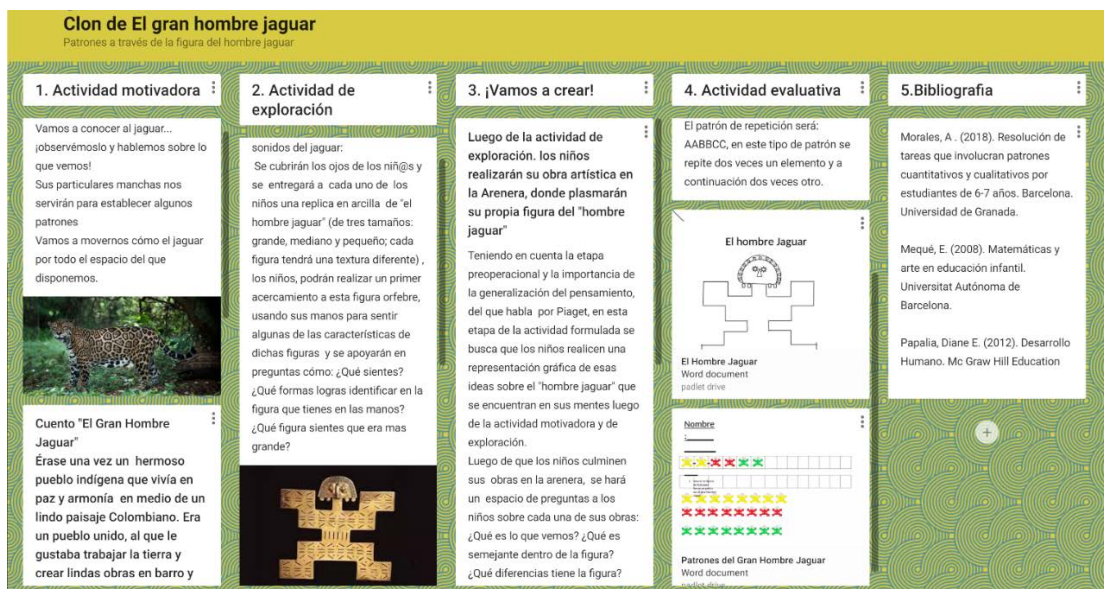 Clon de El gran hombre jaguar
Patrones a través de la figura del hombre jaguar
1. Actividad motivadora
Vamos a conocer al jaguar...
¡observémoslo y hablemos sobre lo
que vemos!
Sus particulares manchas nos
servirán para establecer algunos
patrones
Vamos a movernos cómo el jaguar
por todo el espacio del que
disponemos.
Cuento "El Gran Hombre
Jaguar"
Érase una vez un hermoso
pueblo indígena que vivía en
paz y armonía en medio de un
lindo paisaje Colombiano. Era
un pueblo unido, al que le
gustaba trabajar la tierra y
crear lindas obras en barro y
2. Actividad de
exploración
sonidos del jaguar:
Se cubrirán los ojos de los niñ@s y
se entregará a cada uno de los
niños una replica en arcilla de "el
hombre jaguar" (de tres tamaños:
grande, mediano y pequeño; cada
figura tendrá una textura diferente) ,
los niños, podrán realizar un primer
acercamiento a esta figura orfebre,
usando sus manos para sentir
algunas de las características de
dichas figuras y se apoyarán en
preguntas cómo: ¿Qué sientes?
¿Qué formas logras identificar en la
figura que tienes en las manos?
¿Qué figura sientes que era mas
grande?
3. ¡Vamos a crear!
Luego de la actividad de
exploración. los niños
realizarán su obra artística en
la Arenera, donde plasmarán
su propia figura del "hombre
jaguar"
Teniendo en cuenta la etapa
preoperacional y la importancia de
la generalización del pensamiento,
del que habla por Piaget, en esta
etapa de la actividad formulada se
busca que los niños realicen una
representación gráfica de esas
ideas sobre el "hombre jaguar" que
se encuentran en sus mentes luego
de la actividad motivadora y de
exploración.
Luego de que los niños culminen
sus obras en la arenera, se hará
un espacio de preguntas a los
niños sobre cada una de sus obras:
¿Qué es lo que vemos? ¿Qué es
semejante dentro de la figura?
¿Qué diferencias tiene la figura?
4. Actividad evaluativa
El patrón de repetición será:
AABBCC, en este tipo de patrón se
repite dos veces un elemento y a
continuación dos veces otro.
El hombre Jaguar
El Hombre Jaguar
Word document
padlet drive
Nombre
:
Patrones del Gran Hombre Jaguar
Word document
padlet drive
5.Bibliografia
Morales, A . (2018). Resolución de
tareas que involucran patrones
cuantitativos y cualitativos por
estudiantes de 6-7 años. Barcelona.
Universidad de Granada.
Mequé, E. (2008). Matemáticas y
arte en educación infantil.
Universitat Autónoma de
Barcelona.
Papalia, Diane E. (2012). Desarrollo
Humano. Mc Graw Hill Education